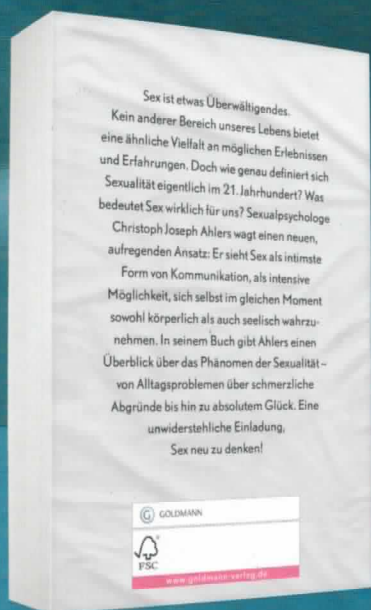 Sex ist etwas Überwältigendes.
Kein anderer Bereich unseres Lebens bietet
eine ähnliche Vielfalt an möglichen Erlebnissen
und Erfahrungen. Doch wie genau definiert sich
Sexualität eigentlich im 21. Jahrhundert? Was
bedeutet Sex wirklich für uns? Sexualpsychologe
Christoph Joseph Ahlers wagt einen neuen,
aufregenden Ansatz: Er sieht Sex als intimste
Form von Kommunikation, als intensive
Möglichkeit, sich selbst im gleichen Moment
sowohl körperlich als auch seelisch wahrzu-
nehmen. In seinem Buch gibt Ahlers einen
Überblick über das Phänomen der Sexualität –
von Alltagsproblemen über schmerzliche
Abgründe bis hin zu absolutem Glück. Eine
unwiderstehliche Einladung,
Sex neu zu denken!
G GOLDMANN
FSC
www.goldmann-verlag.de